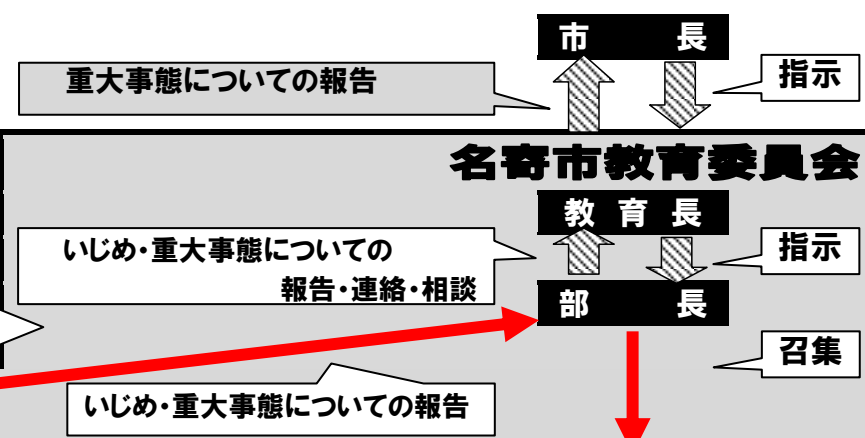 市 長
重大事態についての報告
指示
名寄市教育委員会
教育長
いじめ・重大事態についての
報告・連絡・相談
指示
部 長
召集
いじめ・重大事態についての報告